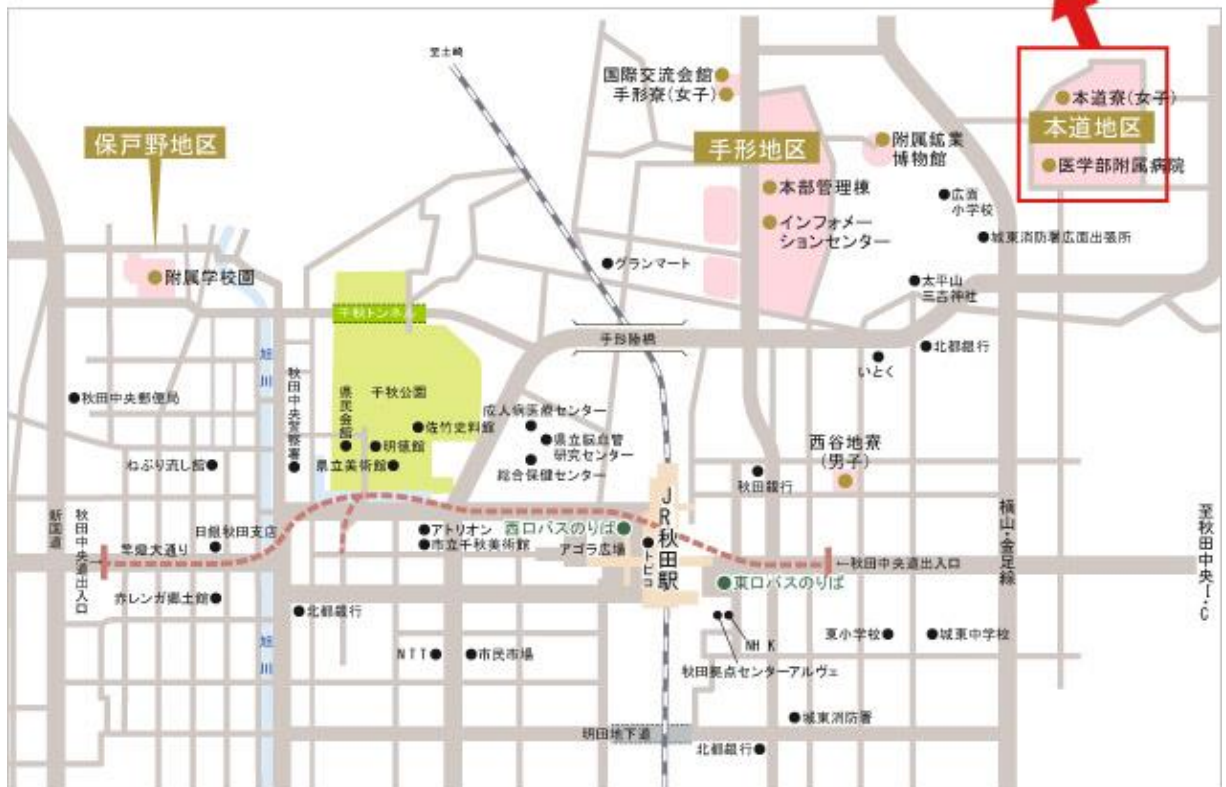 至土崎
国際交流会館
手形寮(女子)
本道寮(女子)
本道地区
医学部附属病院
保戸野地区
手形地区
附属鉱業
博物館
本部管理棟
インフォメー
ションセンター
広面
小学校
城東消防署広面出張所
附属学校園
グランマート
太平山
三吉神社
千秋トンネル
手形陸橋
北都銀行
いとく
旭川
秋田中央警察署
県民会館
千秋公園
秋田中央郵便局
成人病医療センター
佐竹史料館
県立脳血管
研究センター
明徳館
ねぶり流し館
県立美術館
総合保健センター
西谷地寮
(男子)
秋田銀行
新国道
秋田中央道出入口
日銀秋田支店
竿燈大通り
アトリオン
市立千秋美術館
西口バスのりば
アゴラ広場
トピコ
JR秋田駅
←秋田中央道出入口
横山・金足線
至秋田中央I・C
東口バスのりば
赤レンガ郷土館
北都銀行
旭川
NTT
市民市場
NHK
秋田拠点センターアルヴェ
東小学校
城東中学校
城東消防署
明田地下道
北都銀行